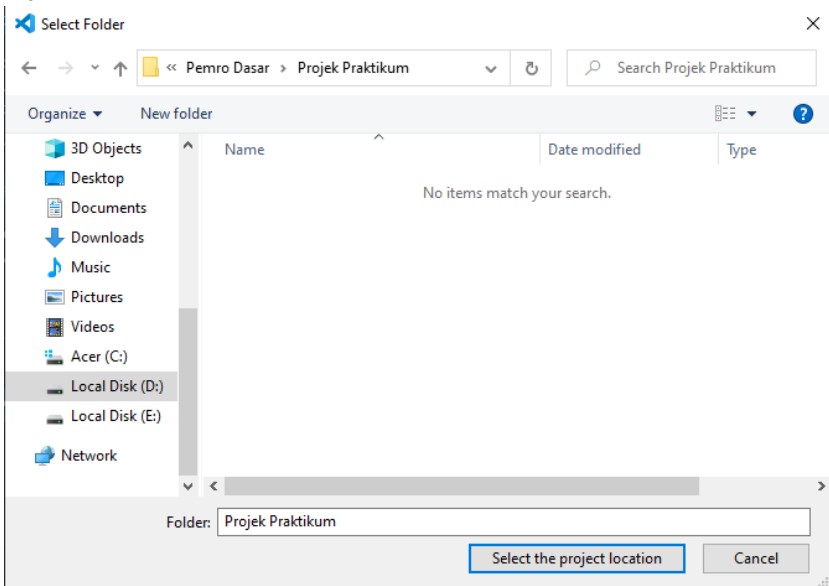 Select Folder
« Pemro Dasar › Projek Praktikum
Search Projek Praktikum
Organize
New folder
?
Name
Date modified
Type
No items match your search.
3D Objects
Desktop
Documents
Downloads
Music
Pictures
Videos
Acer (C:)
Local Disk (D:)
Local Disk (E:)
Network
Folder: Projek Praktikum
Select the project location
Cancel